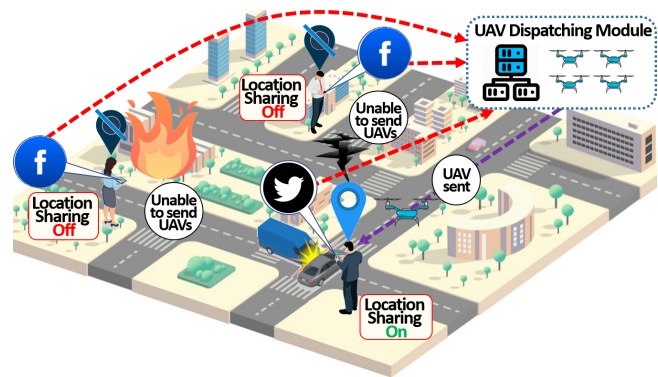 UAV Dispatching Module
f
Location
Sharing
Off
Unable
to send
UAVs
f
Location
Sharing
Off
Unable
to send
UAVs
UAV
sent
Location
Sharing
On